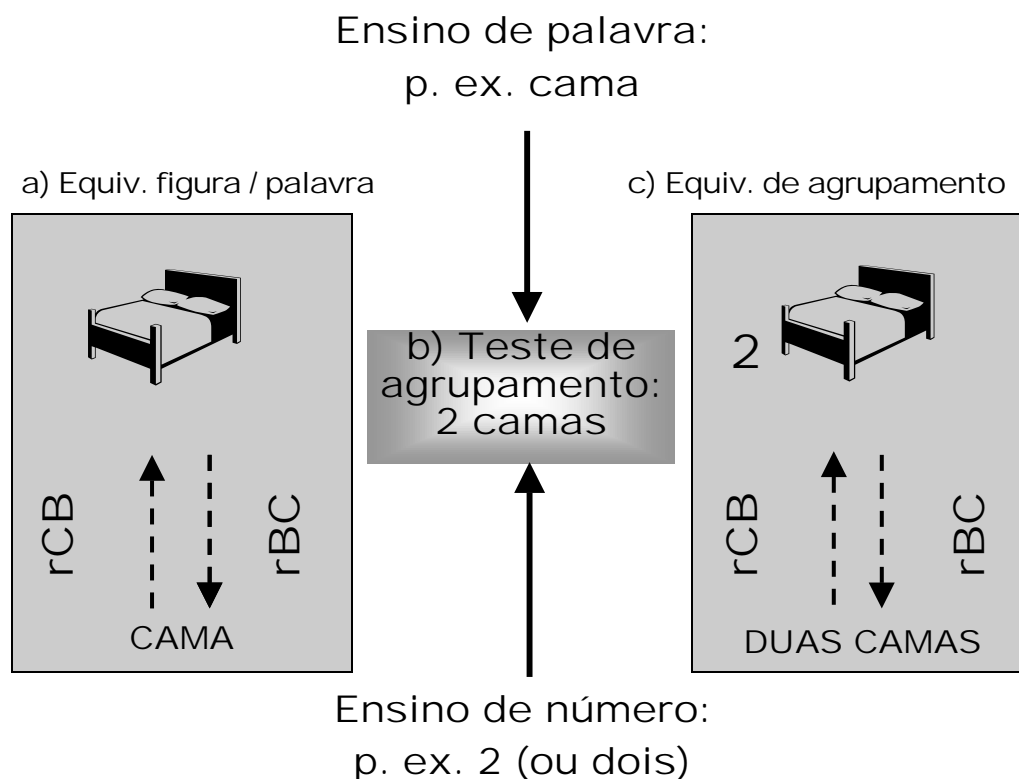 Ensino de palavra:
p. ex. cama
a) Equiv. figura / palavra
rCB
rBC
CAMA
b) Teste de
agrupamento:
2 camas
c) Equiv. de agrupamento
2
rCB
rBC
DUAS CAMAS
Ensino de número:
p. ex. 2 (ou dois)